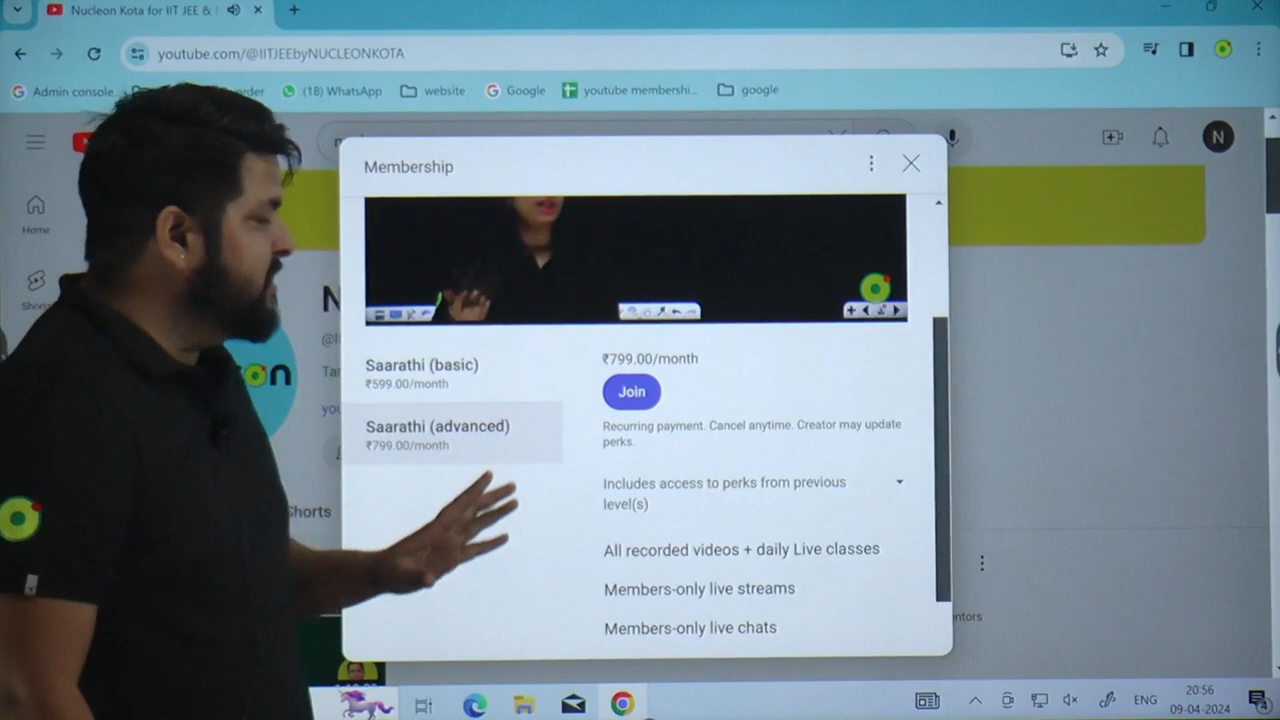 Nucleon Kota for IIT JEE &
youtube.com/@IITJEEbyNUCLEONKOTA
Admin console
order
(18) WhatsApp
website
Google
youtube membershi...
google
Membership
N
Home
Shorts
N
Saarathi (basic)
₹599.00/month
Saarathi (advanced)
₹799.00/month
₹799.00/month
Join
Recurring payment. Cancel anytime. Creator may update
perks.
Includes access to perks from previous
level(s)
All recorded videos + daily Live classes
Members-only live streams
Members-only live chats
Shorts
ENG
20:56
09-04-2024